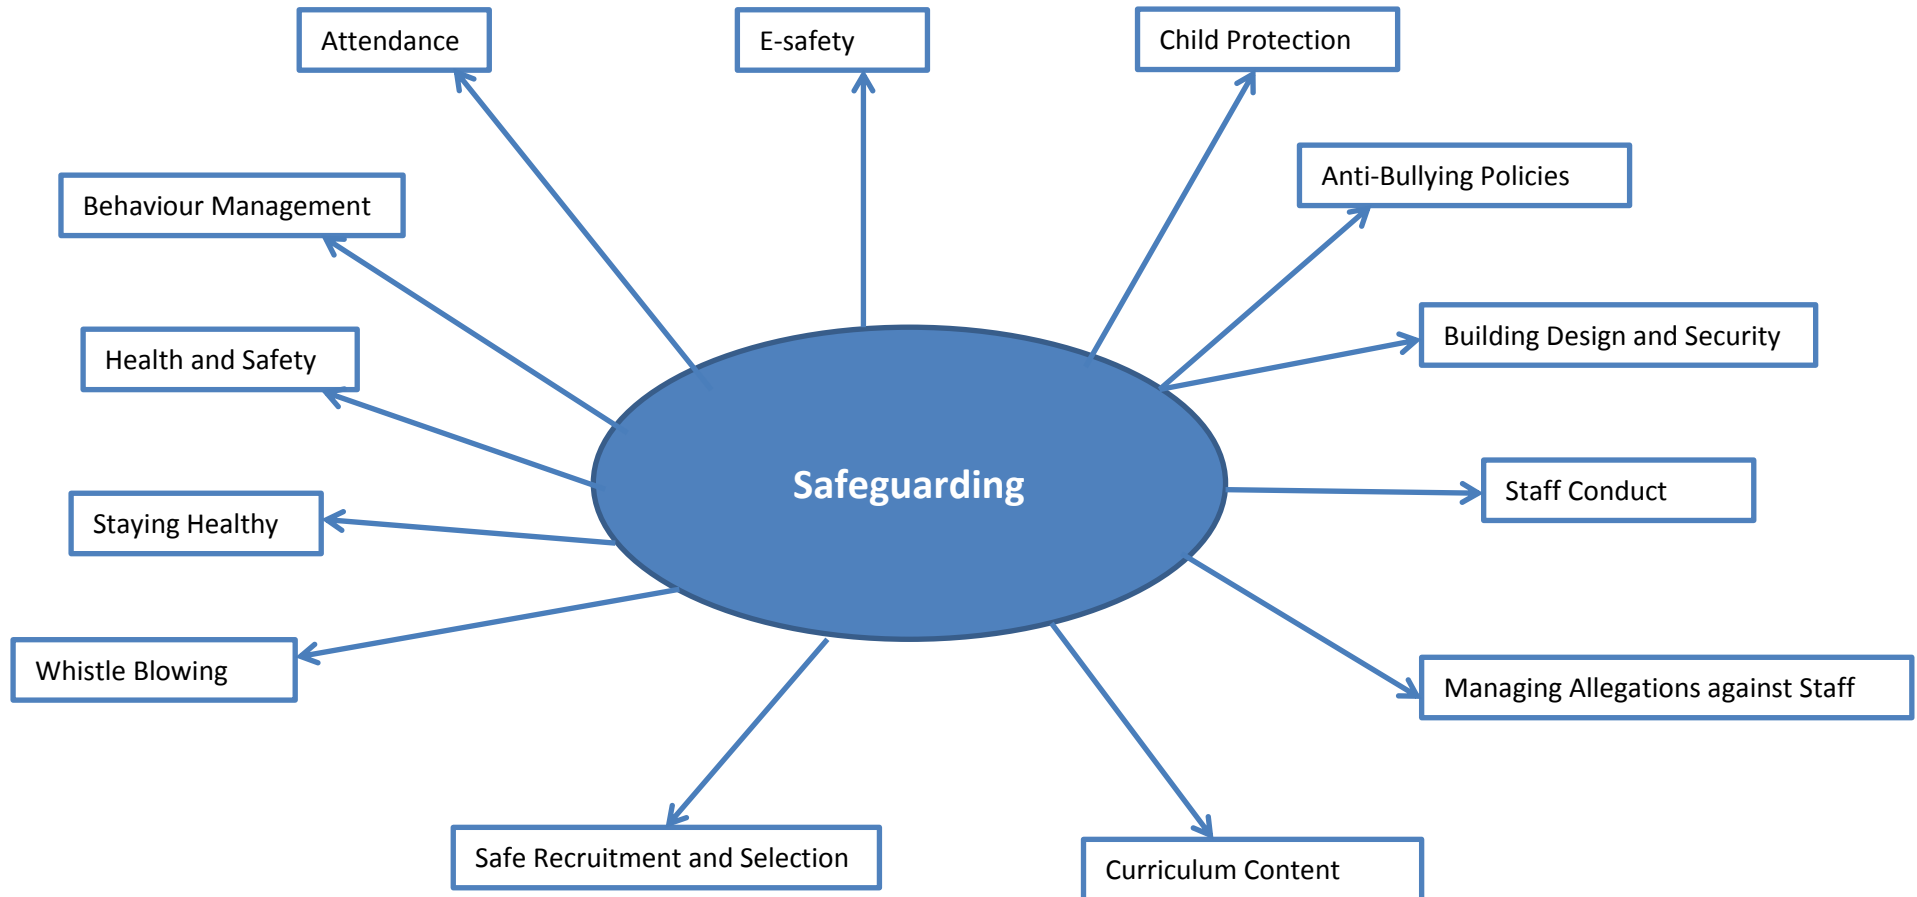 Attendance
E-safety
Child Protection
Anti-Bullying Policies
Behaviour Management
Building Design and Security
Health and Safety
Safeguarding
Staff Conduct
Staying Healthy
Whistle Blowing
Managing Allegations against Staff
Safe Recruitment and Selection
Curriculum Content